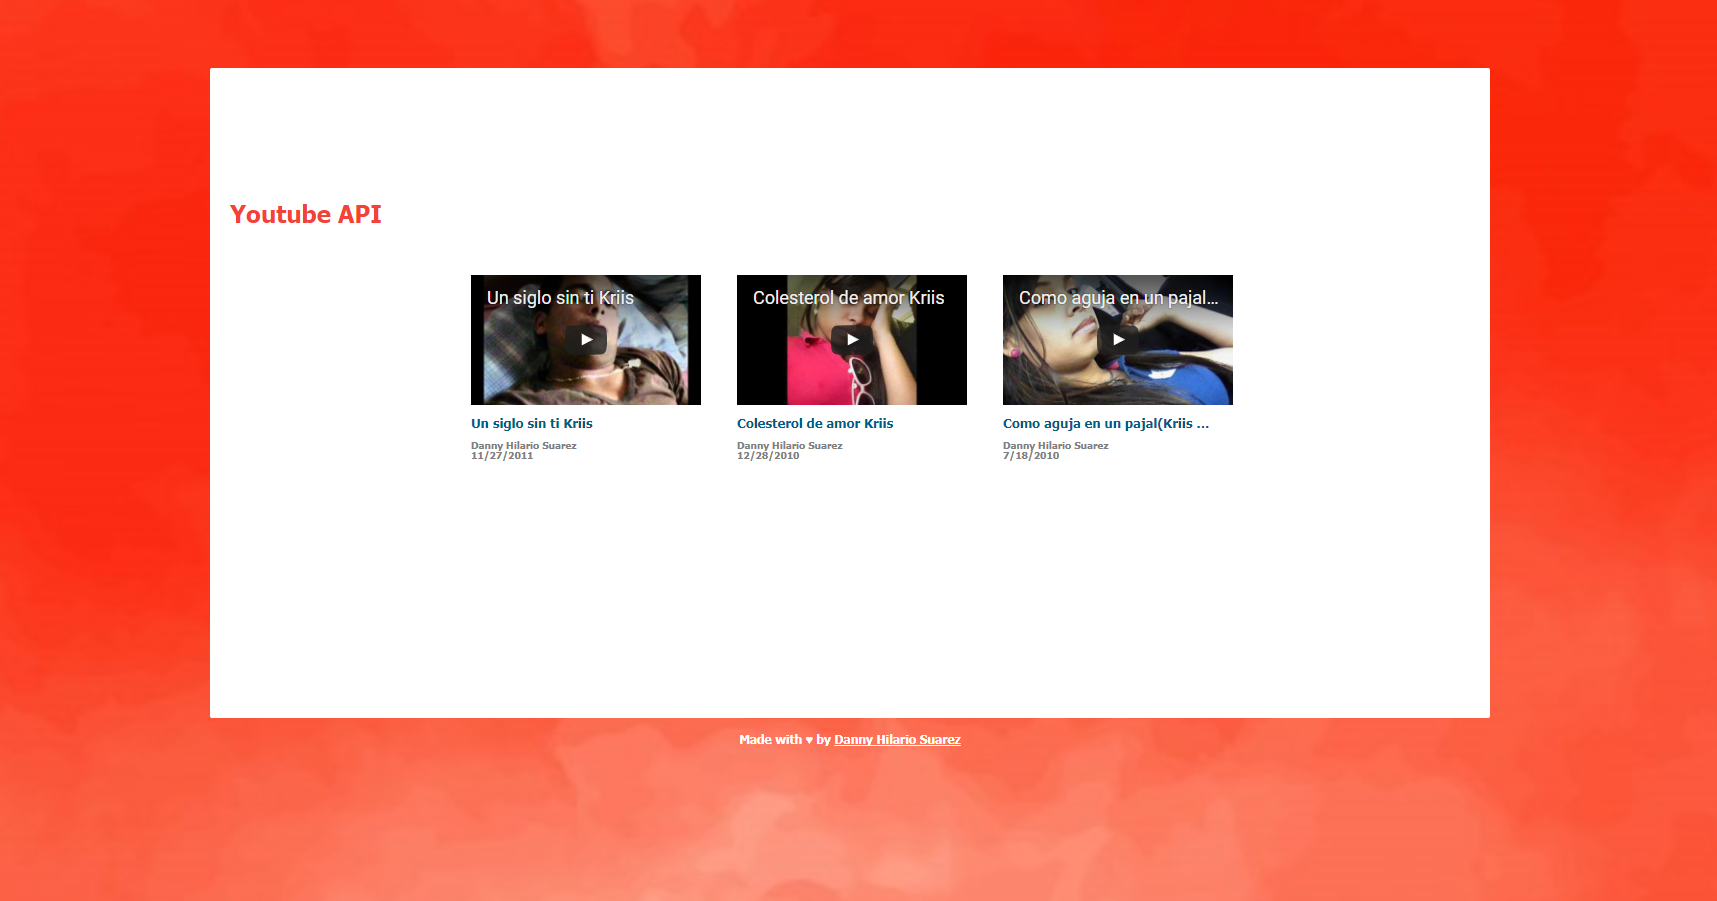 Youtube API
Un siglo sin ti Kriis
Colesterol de amor Kriis
Como aguja en un pajal...
Un siglo sin ti Kriis
Danny Hilario Suarez
11/27/2011
Colesterol de amor Kriis
Danny Hilario Suarez
12/28/2010
Como aguja en un pajal(Kriis ...
Danny Hilario Suarez
7/18/2010
Made with ♥ by Danny Hilario Suarez